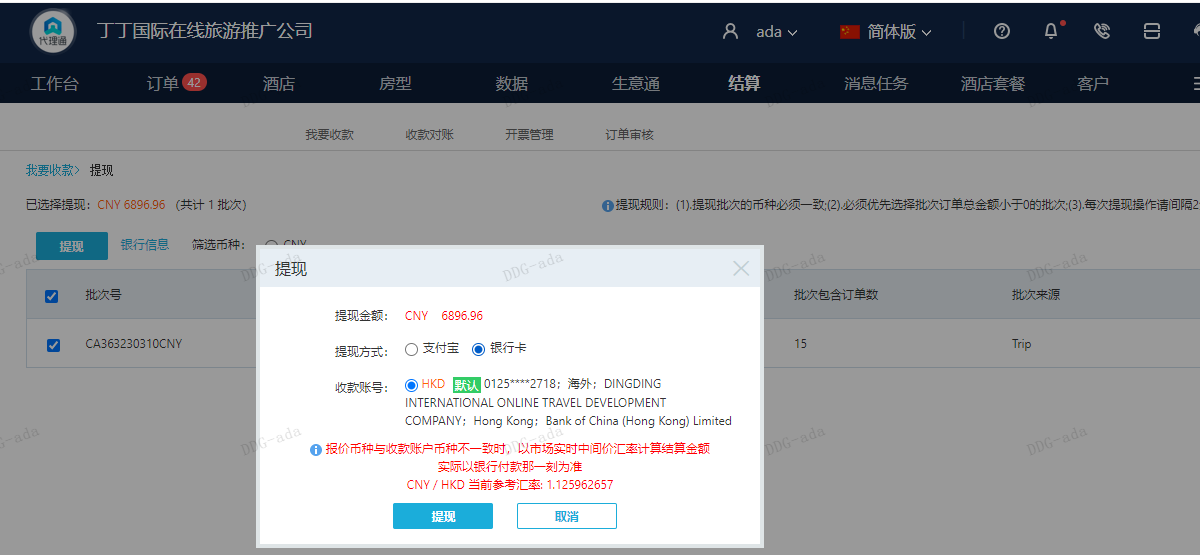 代理通
丁丁国际在线旅游推广公司
ada
简体版
工作台 订单 42 酒店 房型 数据 生意通 结算 消息任务 酒店套餐 客户
我要收款 收款对账 开票管理 订单审核
我要收款> 提现
已选择提现：CNY 6896.96 (共计 1 批次)
提现规则：(1).提现批次的币种必须一致;(2).必须优先选择批次订单总金额小于0的批次;(3).每次提现操作请间隔2
提现 银行信息 筛选币种： CNY
批次号 批次包含订单数 批次来源
CA363230310CNY 15 Trip
提现
提现金额： CNY 6896.96
提现方式： 支付宝 银行卡
收款账号： HKD 默认 0125****2718；海外；DINGDING
INTERNATIONAL ONLINE TRAVEL DEVELOPMENT
COMPANY；Hong Kong；Bank of China (Hong Kong) Limited
报价币种与收款账户币种不一致时，以市场实时中间价汇率计算结算金额
实际以银行付款那一刻为准
CNY / HKD 当前参考汇率: 1.125962657
提现 取消
DDG-ada
DDG-ada
DDG-ada
DDG-ada
DDG-ada
DDG-ada